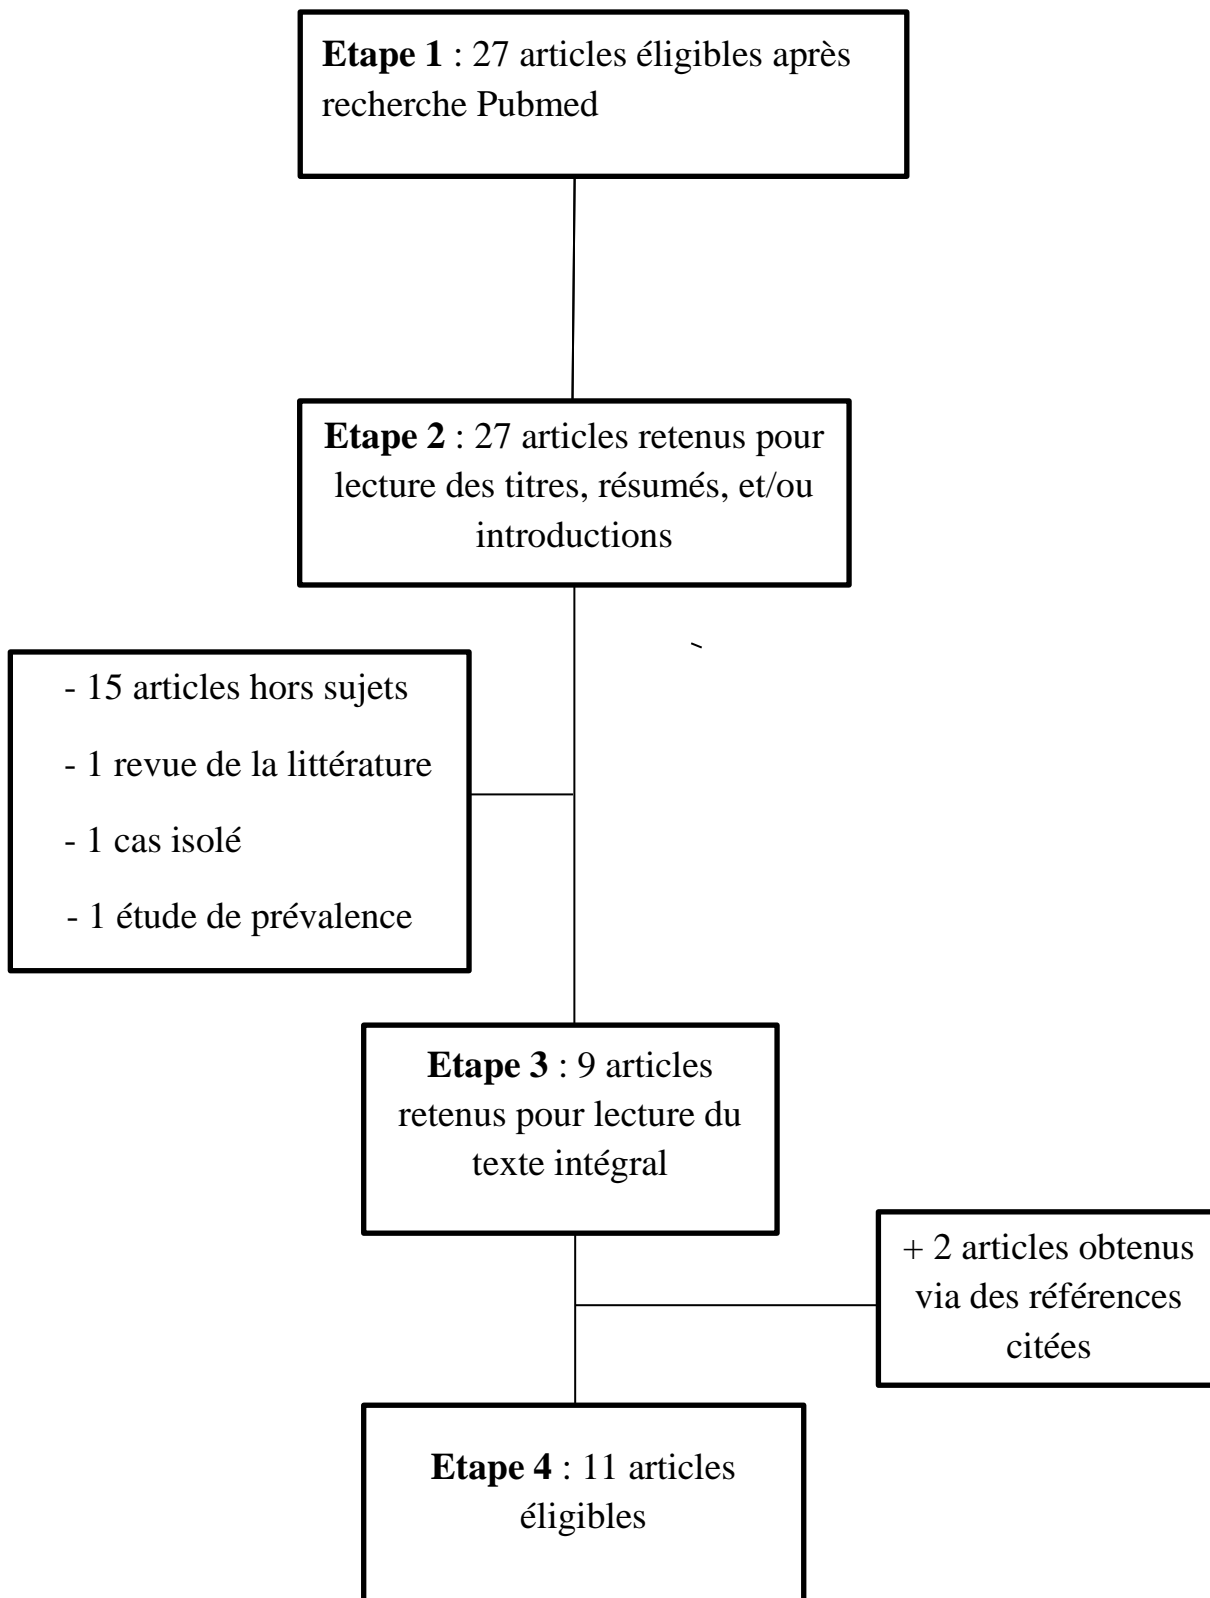 Etape 1 : 27 articles éligibles après
recherche Pubmed
Etape 2 : 27 articles retenus pour
lecture des titres, résumés, et/ou
introductions
- 15 articles hors sujets
- 1 revue de la littérature
- 1 cas isolé
- 1 étude de prévalence
Etape 3 : 9 articles
retenus pour lecture du
texte intégral
+ 2 articles obtenus
via des références
citées
Etape 4 : 11 articles
éligibles